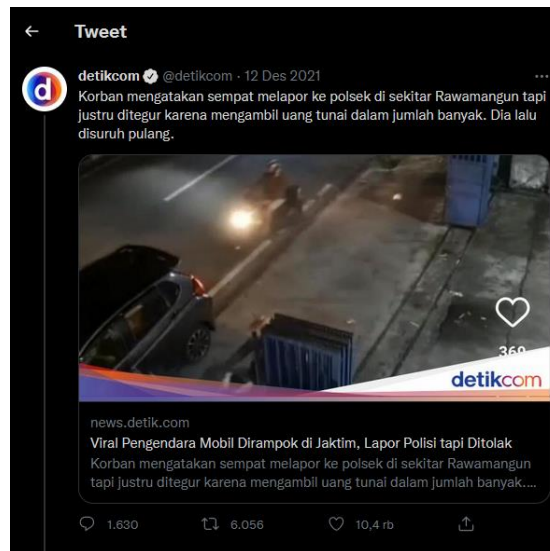 Tweet
detikcom @detikcom · 12 Des 2021
Korban mengatakan sempat melapor ke polsek di sekitar Rawamangun tapi
justru ditegur karena mengambil uang tunai dalam jumlah banyak. Dia lalu
disuruh pulang.
369
detikcom
news.detik.com
Viral Pengendara Mobil Dirampok di Jaktim, Lapor Polisi tapi Ditolak
Korban mengatakan sempat melapor ke polsek di sekitar Rawamangun
tapi justru ditegur karena mengambil uang tunai dalam jumlah banyak....
1.630 6.056 10,4 rb